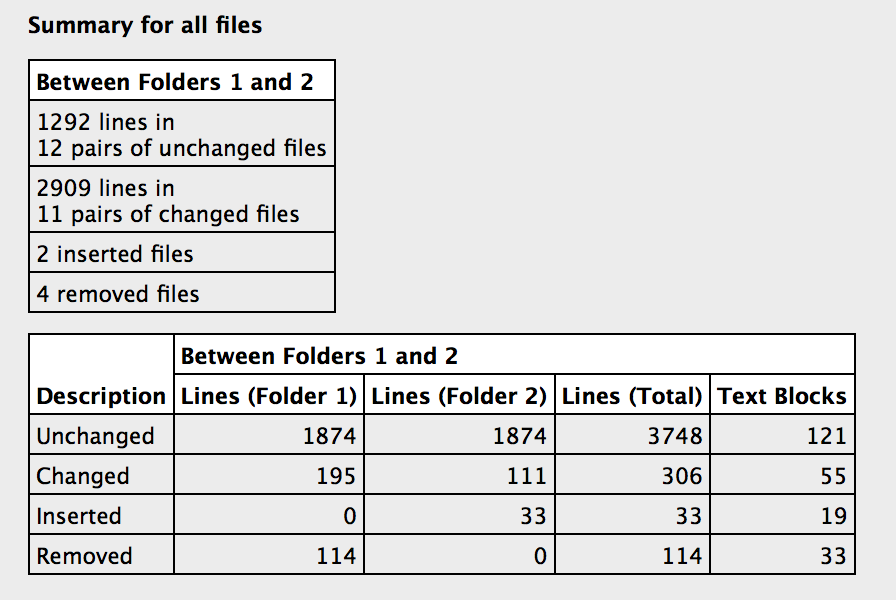 Summary for all files
Between Folders 1 and 2
1292 lines in
12 pairs of unchanged files
2909 lines in
11 pairs of changed files
2 inserted files
4 removed files
Between Folders 1 and 2
Description Lines (Folder 1) Lines (Folder 2) Lines (Total) Text Blocks
Unchanged 1874 1874 3748 121
Changed 195 111 306 55
Inserted 0 33 33 19
Removed 114 0 114 33